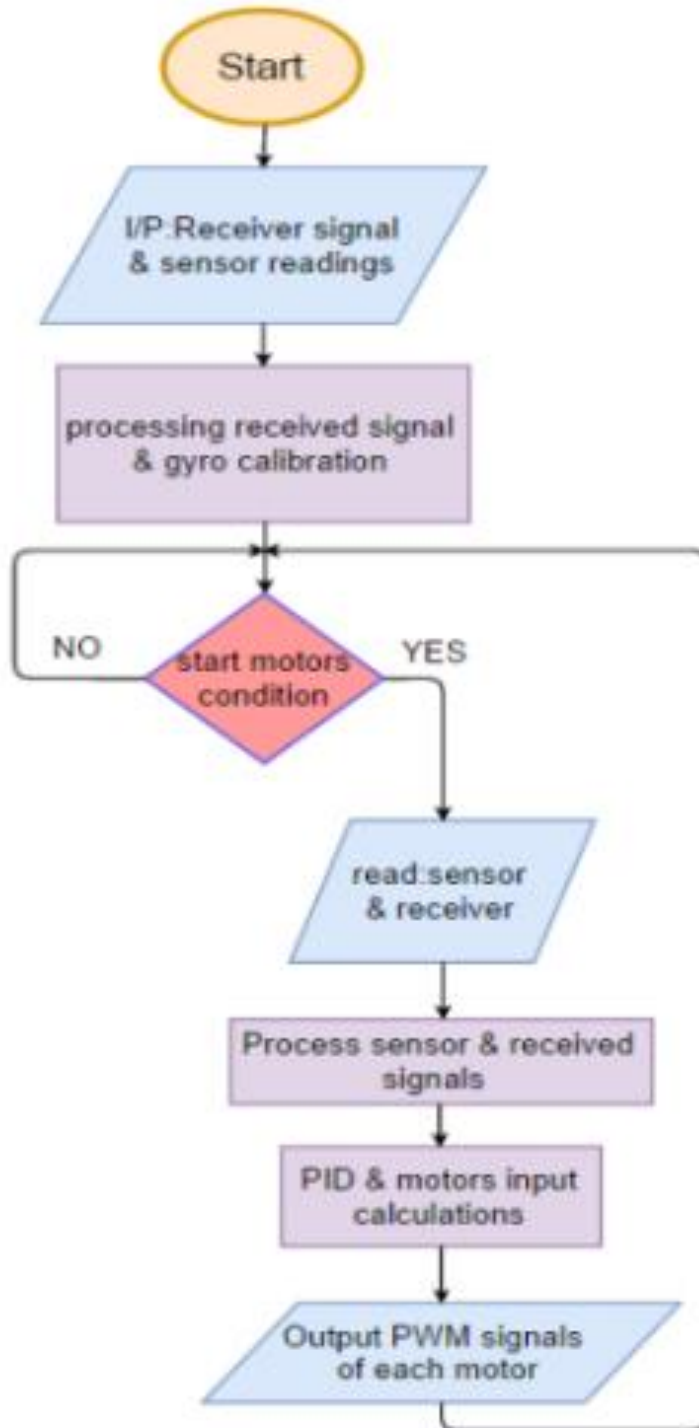 Start
I/P:Receiver signal
& sensor readings
processing received signal
& gyro calibration
NO
YES
start motors
condition
read:sensor
& receiver
Process sensor & received
signals
PID & motors input
calculations
Output PWM signals
of each motor